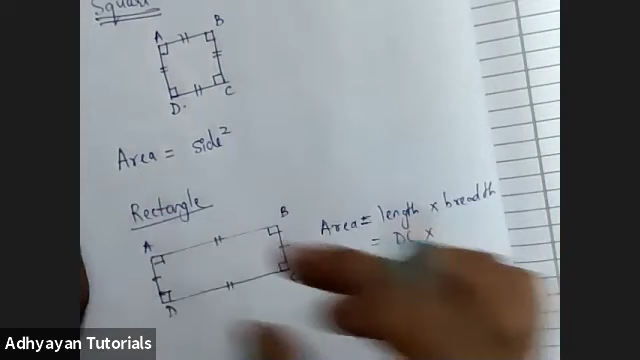 Square
A B
D C
Area = side²
Rectangle
A B
D
Area = length × breadth
= DC ×
Adhyayan Tutorials